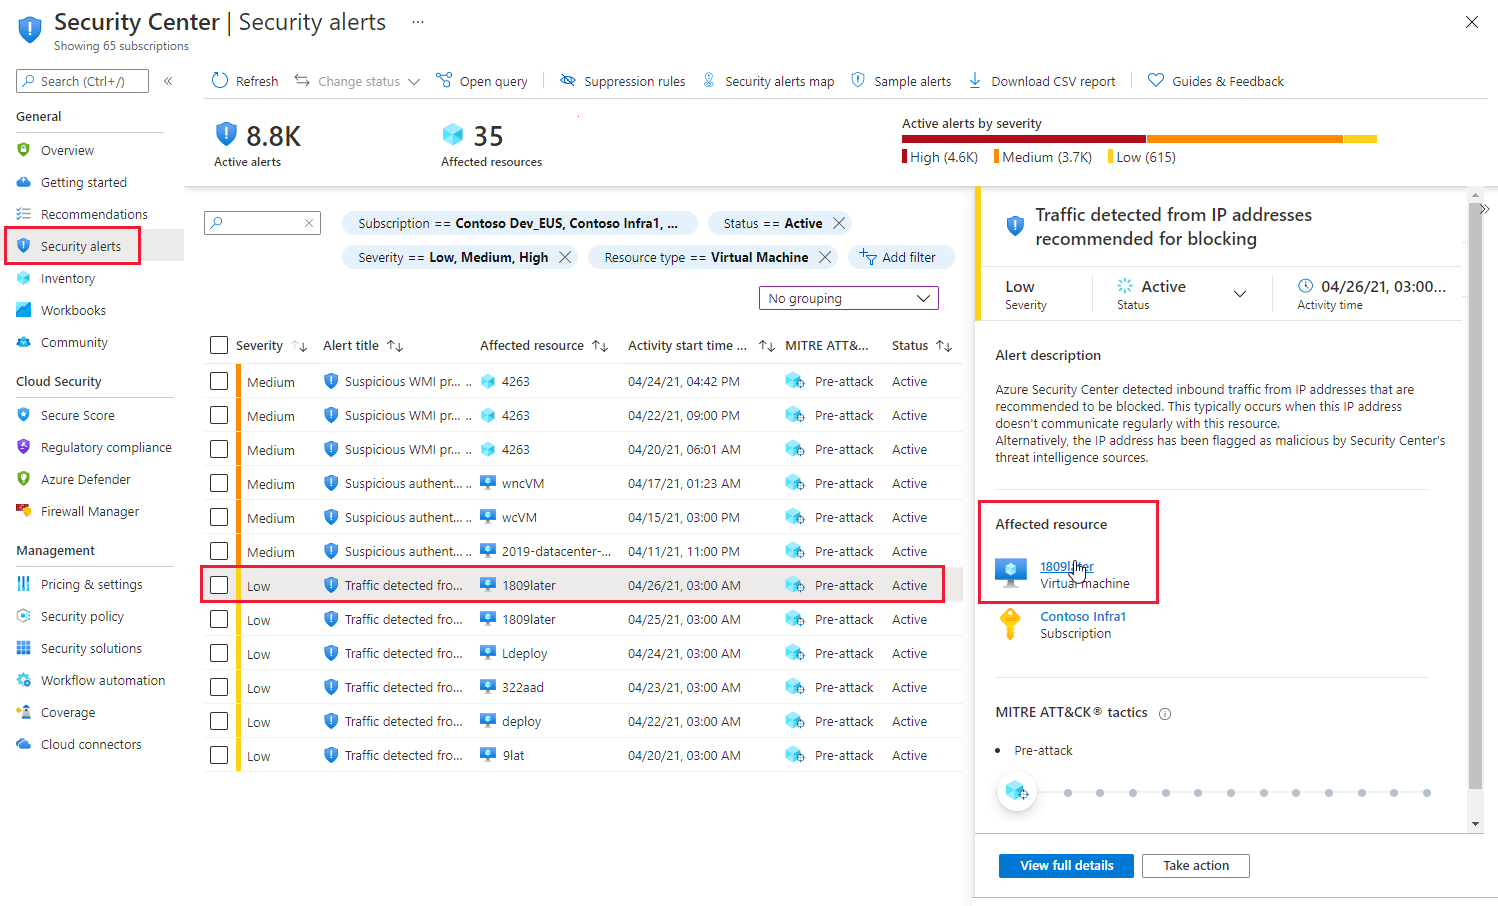 Security Center | Security alerts ...
Showing 65 subscriptions
Search (Ctrl+/)
«
General
Overview
Getting started
Recommendations
Security alerts
Inventory
Workbooks
Community
Cloud Security
Secure Score
Regulatory compliance
Azure Defender
Firewall Manager
Management
Pricing & settings
Security policy
Security solutions
Workflow automation
Coverage
Cloud connectors
Refresh Change status Open query Suppression rules Security alerts map Sample alerts Download CSV report Guides & Feedback
8.8K
Active alerts
35
Affected resources
Active alerts by severity
High (4.6K) Medium (3.7K) Low (615)
Subscription == Contoso Dev_EUS, Contoso Infra1, ... Status == Active
Severity == Low, Medium, High Resource type == Virtual Machine Add filter
No grouping
Severity Alert title Affected resource Activity start time ... MITRE ATT&... Status
Medium Suspicious WMI pr... .. 4263 04/24/21, 04:42 PM Pre-attack Active
Medium Suspicious WMI pr... .. 4263 04/22/21, 09:00 PM Pre-attack Active
Medium Suspicious WMI pr... .. 4263 04/20/21, 06:01 AM Pre-attack Active
Medium Suspicious authent... .. wncVM 04/17/21, 01:23 AM Pre-attack Active
Medium Suspicious authent... .. wcVM 04/15/21, 03:00 PM Pre-attack Active
Medium Suspicious authent... .. 2019-datacenter-... 04/11/21, 11:00 PM Pre-attack Active
Low Traffic detected fro... 1809later 04/26/21, 03:00 AM Pre-attack Active
Low Traffic detected fro... 1809later 04/25/21, 03:00 AM Pre-attack Active
Low Traffic detected fro... Ldeploy 04/24/21, 03:00 AM Pre-attack Active
Low Traffic detected fro... 322aad 04/23/21, 03:00 AM Pre-attack Active
Low Traffic detected fro... deploy 04/22/21, 03:00 AM Pre-attack Active
Low Traffic detected fro... 9lat 04/20/21, 03:00 AM Pre-attack Active
»
Traffic detected from IP addresses
recommended for blocking
Low
Severity
Active
Status
04/26/21, 03:00...
Activity time
Alert description
Azure Security Center detected inbound traffic from IP addresses that are
recommended to be blocked. This typically occurs when this IP address
doesn't communicate regularly with this resource.
Alternatively, the IP address has been flagged as malicious by Security Center's
threat intelligence sources.
Affected resource
1809later
Virtual machine
Contoso Infra1
Subscription
MITRE ATT&CK® tactics
• Pre-attack
View full details Take action